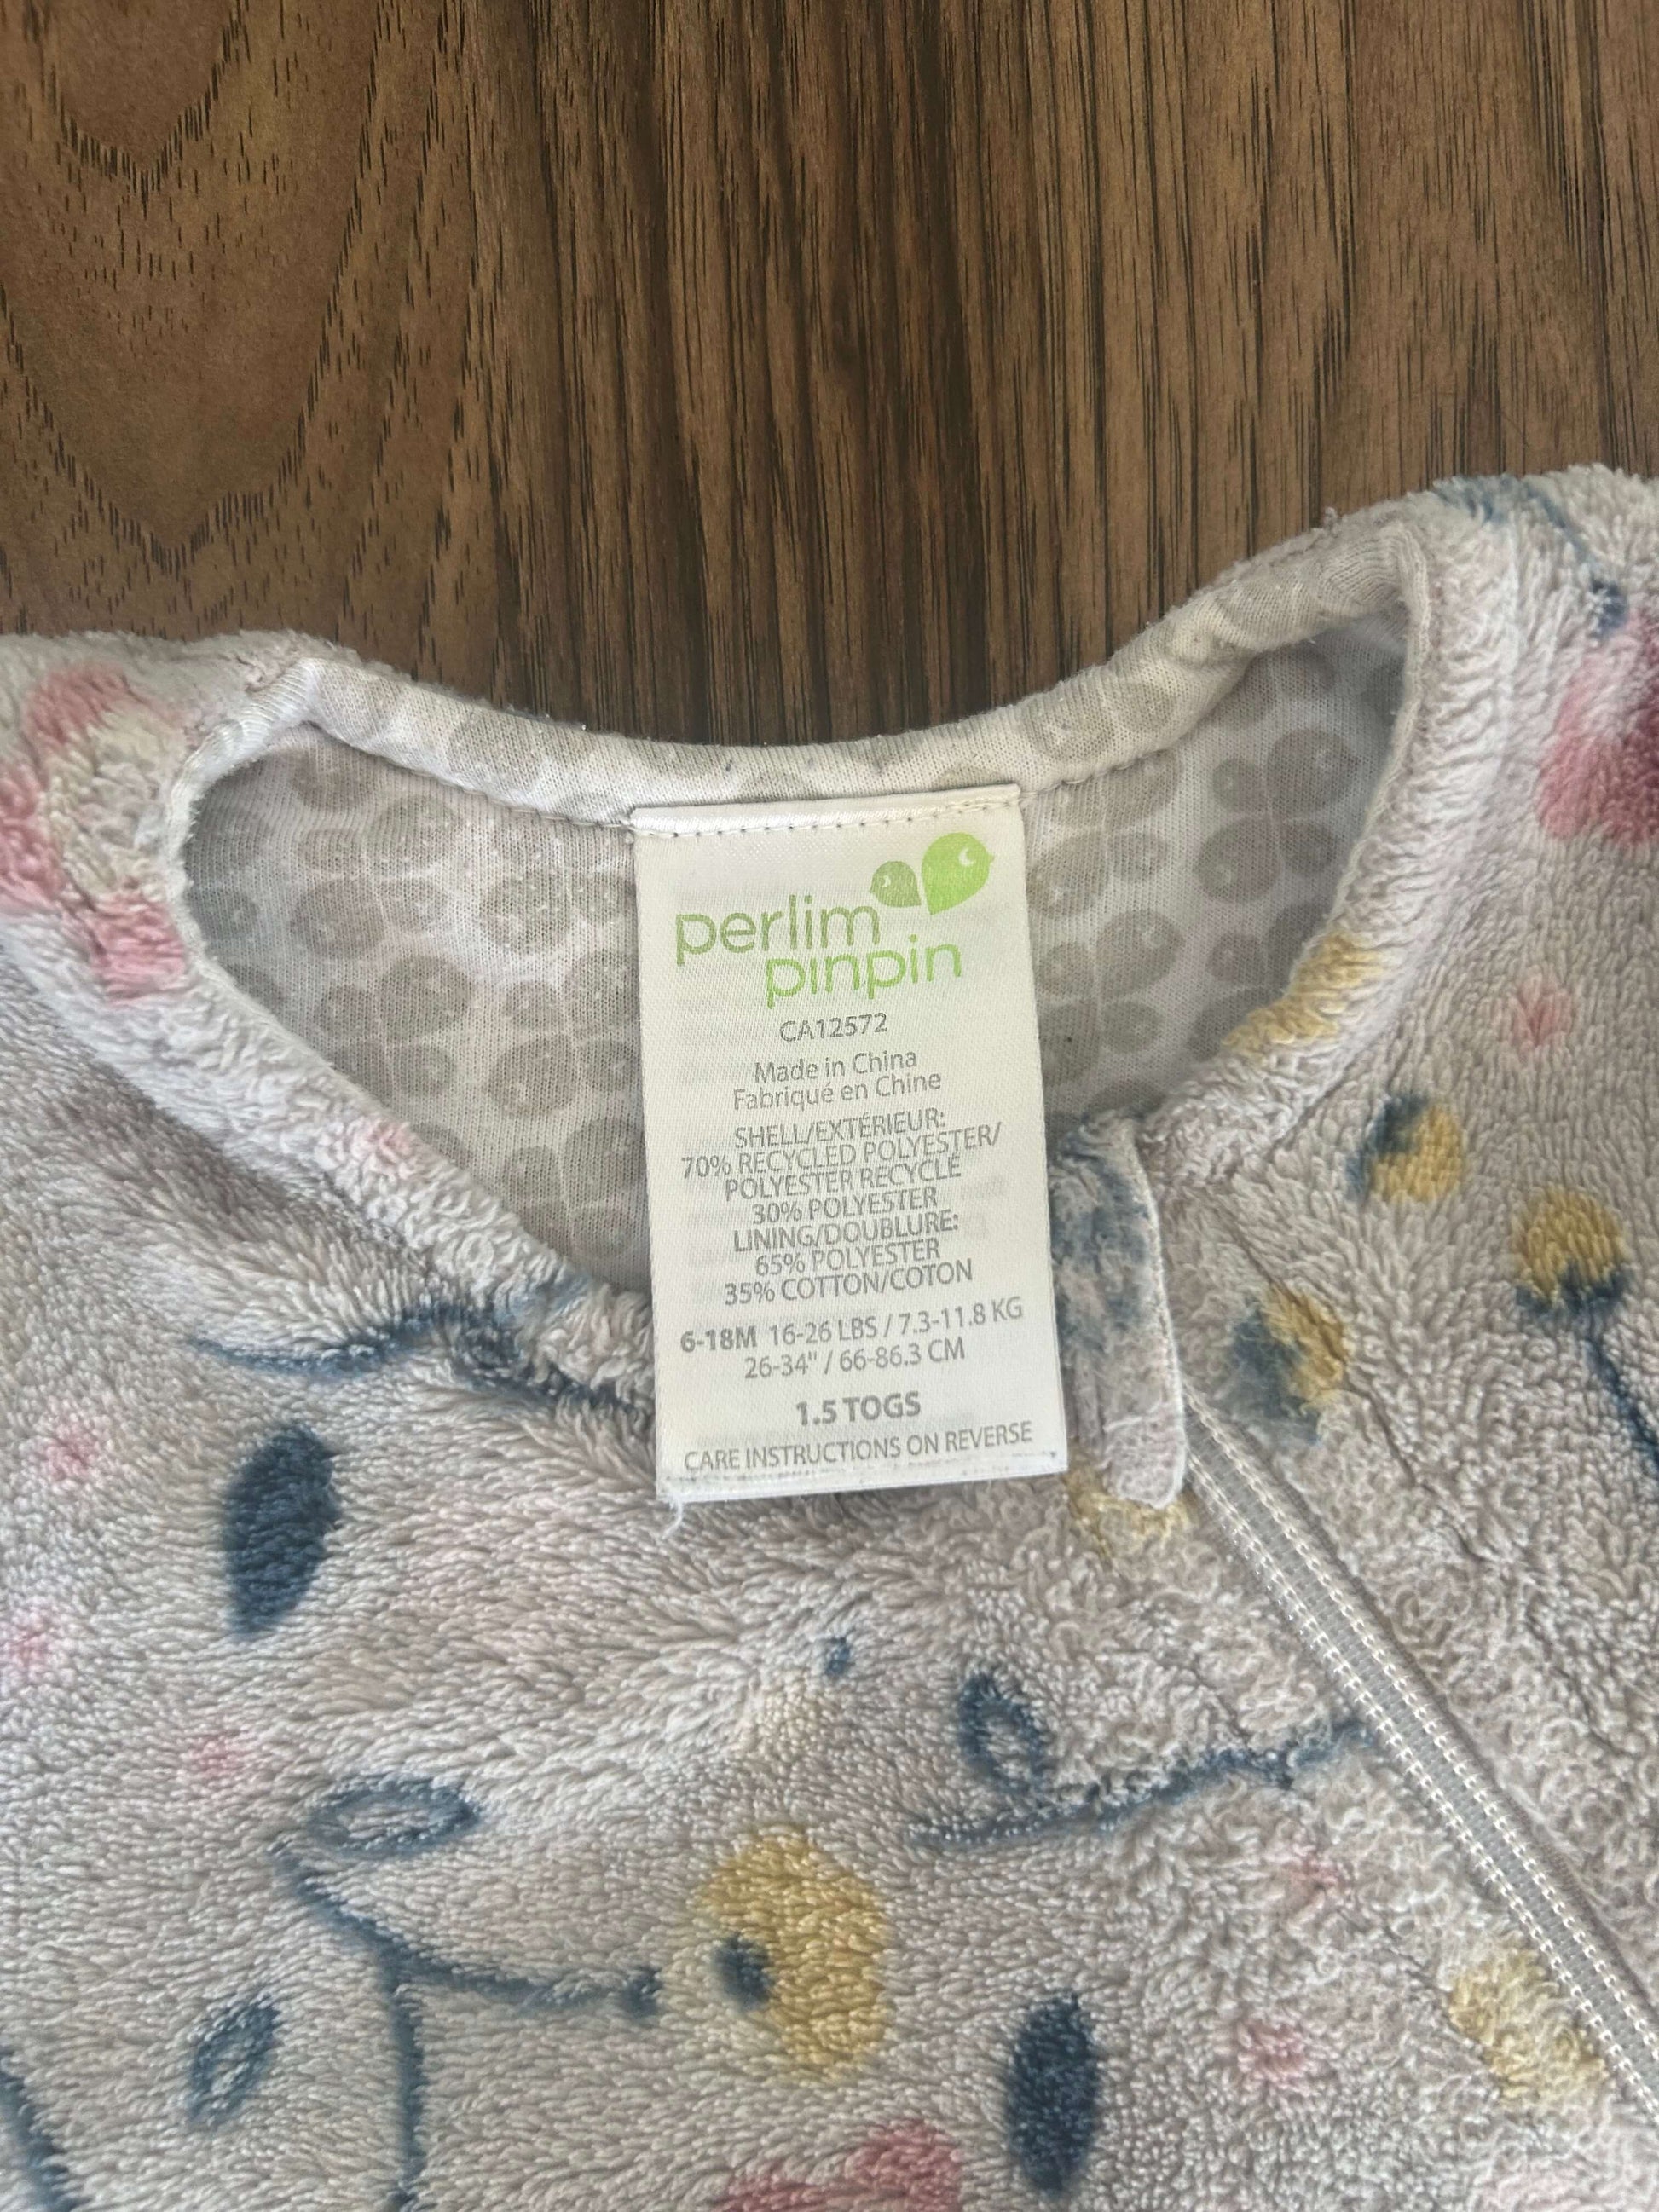 perlim
pinpin
CA12572
Made in China
Fabriqué en Chine
SHELL/EXTÉRIEUR:
70% RECYCLED POLYESTER/
POLYESTER RECYCLÉ
30% POLYESTER
LINING/DOUBLURE:
65% POLYESTER
35% COTTON/COTON
6-18M 16-26 LBS / 7.3-11.8 KG
26-34" / 66-86.3 CM
1.5 TOGS
CARE INSTRUCTIONS ON REVERSE